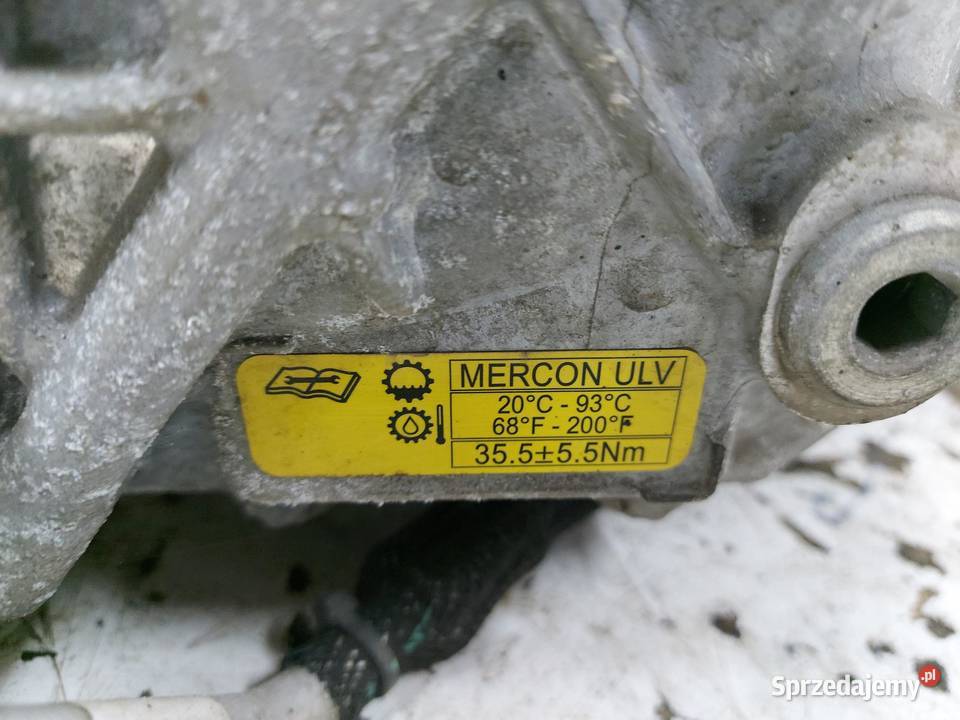 MERCON ULV
20°C - 93°C
68°F - 200°F
35.5±5.5Nm
Sprzedajemy.pl